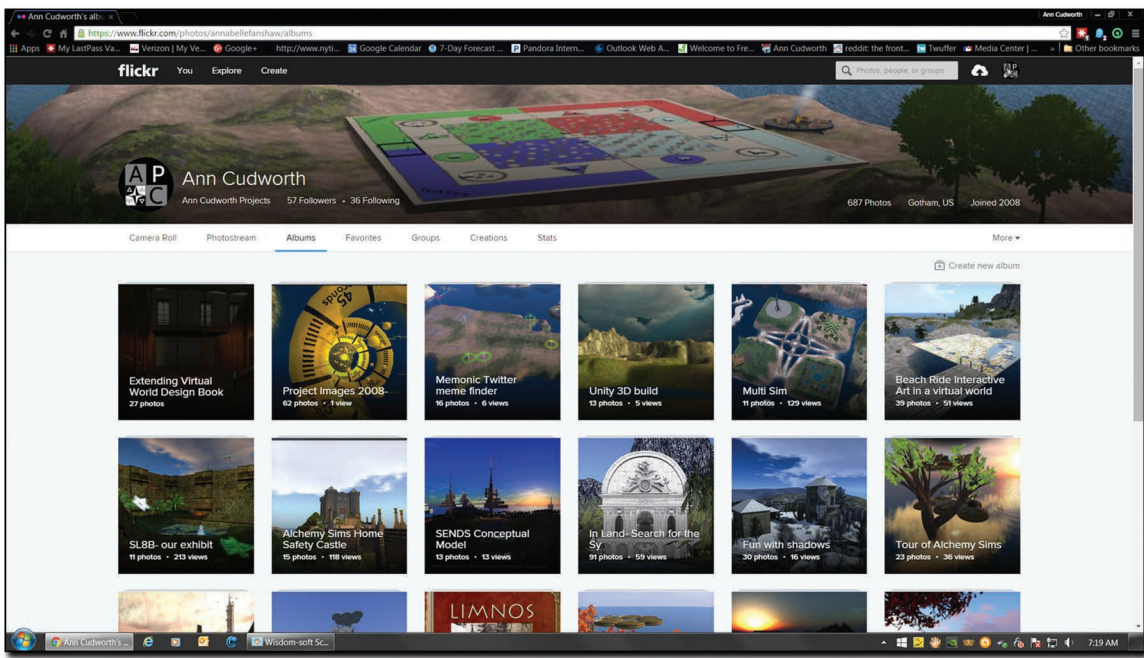 Ann Cudworth's albu
Ann Cudworth
https://www.flickr.com/photos/annabellefanshaw/albums
Apps My LastPass Va... Verizon | My Ve... Google+ http://www.nyti... Google Calendar 7-Day Forecast ... Pandora Intern... Outlook Web A... Welcome to Fre... Ann Cudworth reddit: the front... Twuffer Media Center | ... » Other bookmarks
flickr You Explore Create
Photos, people, or groups
A P
C
Ann Cudworth
Ann Cudworth Projects 57 Followers • 36 Following
687 Photos Gotham, US Joined 2008
Camera Roll Photostream Albums Favorites Groups Creations Stats More
Create new album
seconds
45
Extending Virtual
World Design Book
27 photos
Project Images 2008-
62 photos • 1 view
Memonic Twitter
meme finder
16 photos • 6 views
Unity 3D build
13 photos • 5 views
Multi Sim
11 photos • 129 views
Beach Ride Interactive
Art in a virtual world
39 photos • 51 views
SL8B- our exhibit
11 photos • 213 views
Alchemy Sims Home
Safety Castle
15 photos • 118 views
SENDS Conceptual
Model
13 photos • 13 views
In Land- Search for the
Sy
91 photos • 59 views
Fun with shadows
30 photos • 16 views
Tour of Alchemy Sims
23 photos • 36 views
LIMNOS
Ann Cudworth's ... Wisdom-soft Sc... 7:19 AM